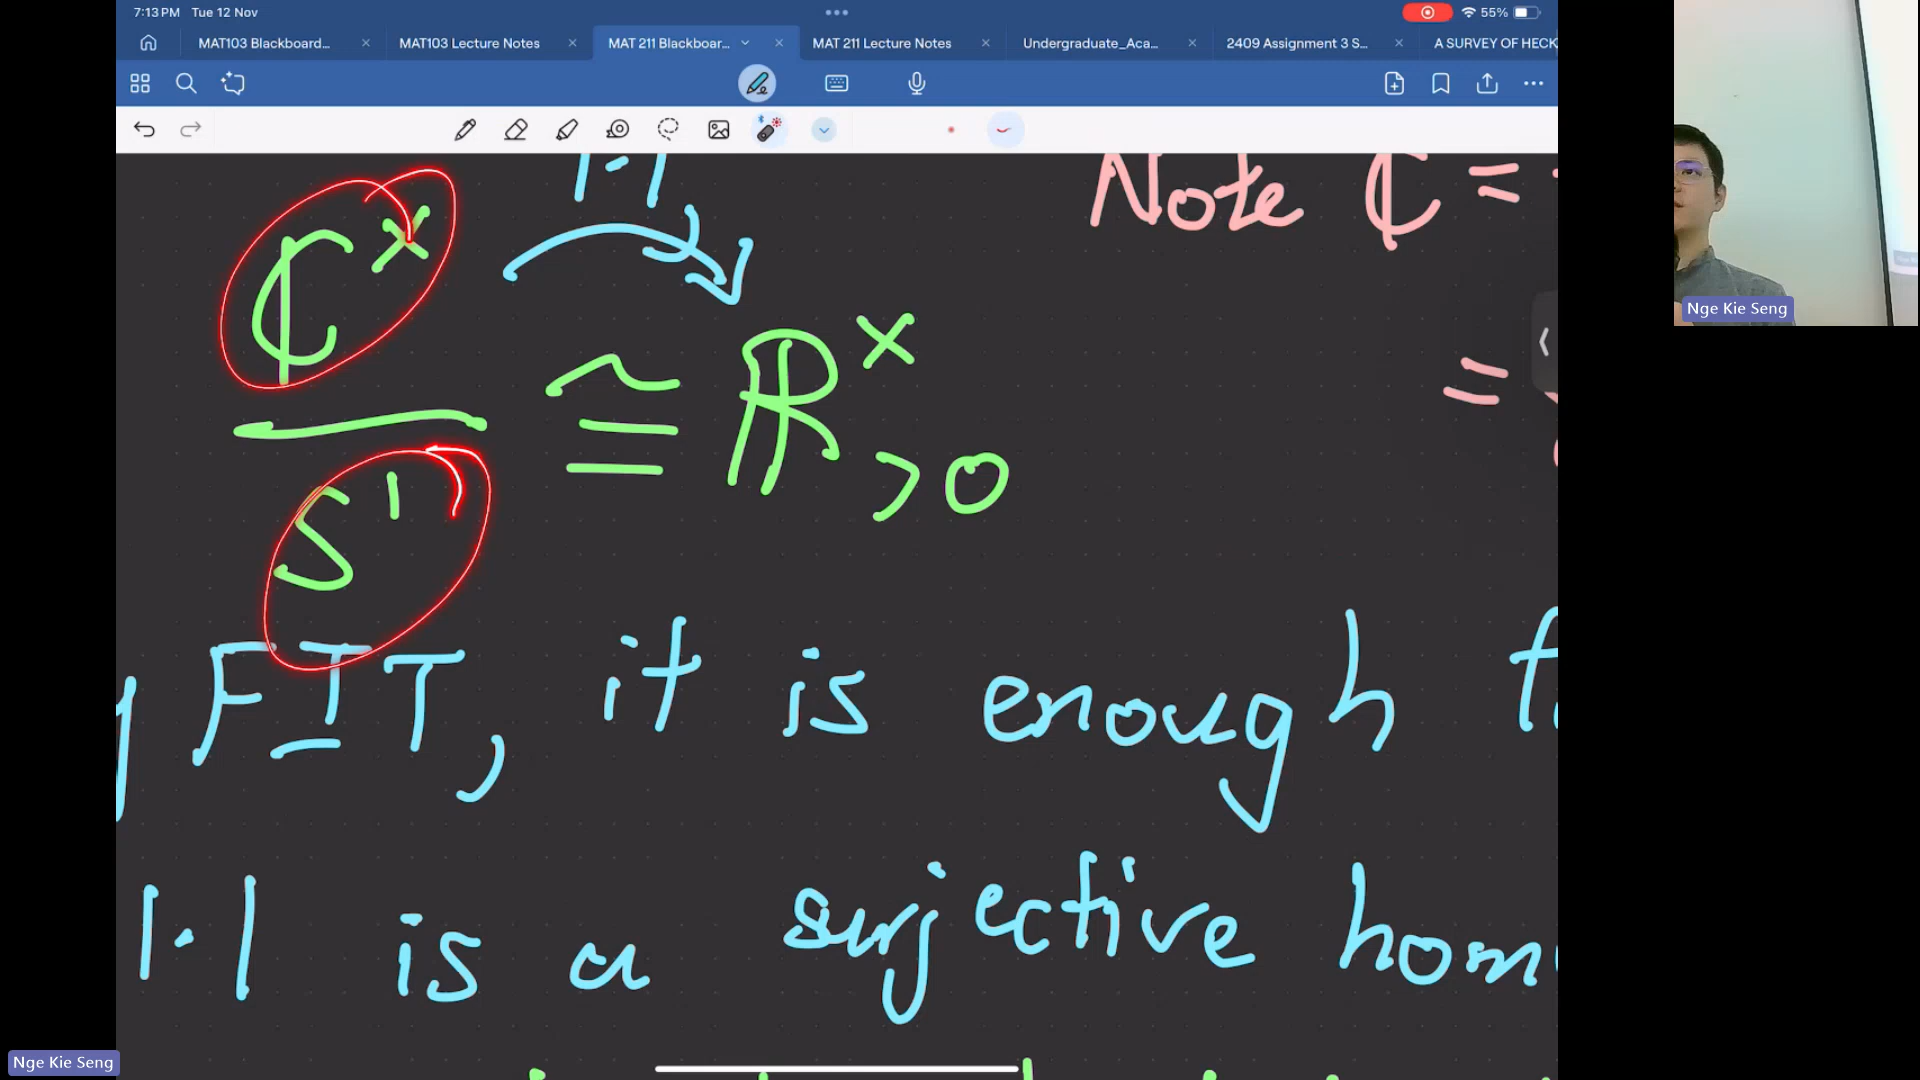 7:13 PM Tue 12 Nov
55%
MAT103 Blackboard...
MAT103 Lecture Notes
MAT 211 Blackboar...
MAT 211 Lecture Notes
Undergraduate_Aca...
2409 Assignment 3 S...
A SURVEY OF HECK
|·|
Note ℂ =
ℂ^× / S^1 ≅ ℝ^×_{>0}
=
y FIT, it is enough t
|·| is a surjective hom
Nge Kie Seng
Nge Kie Seng